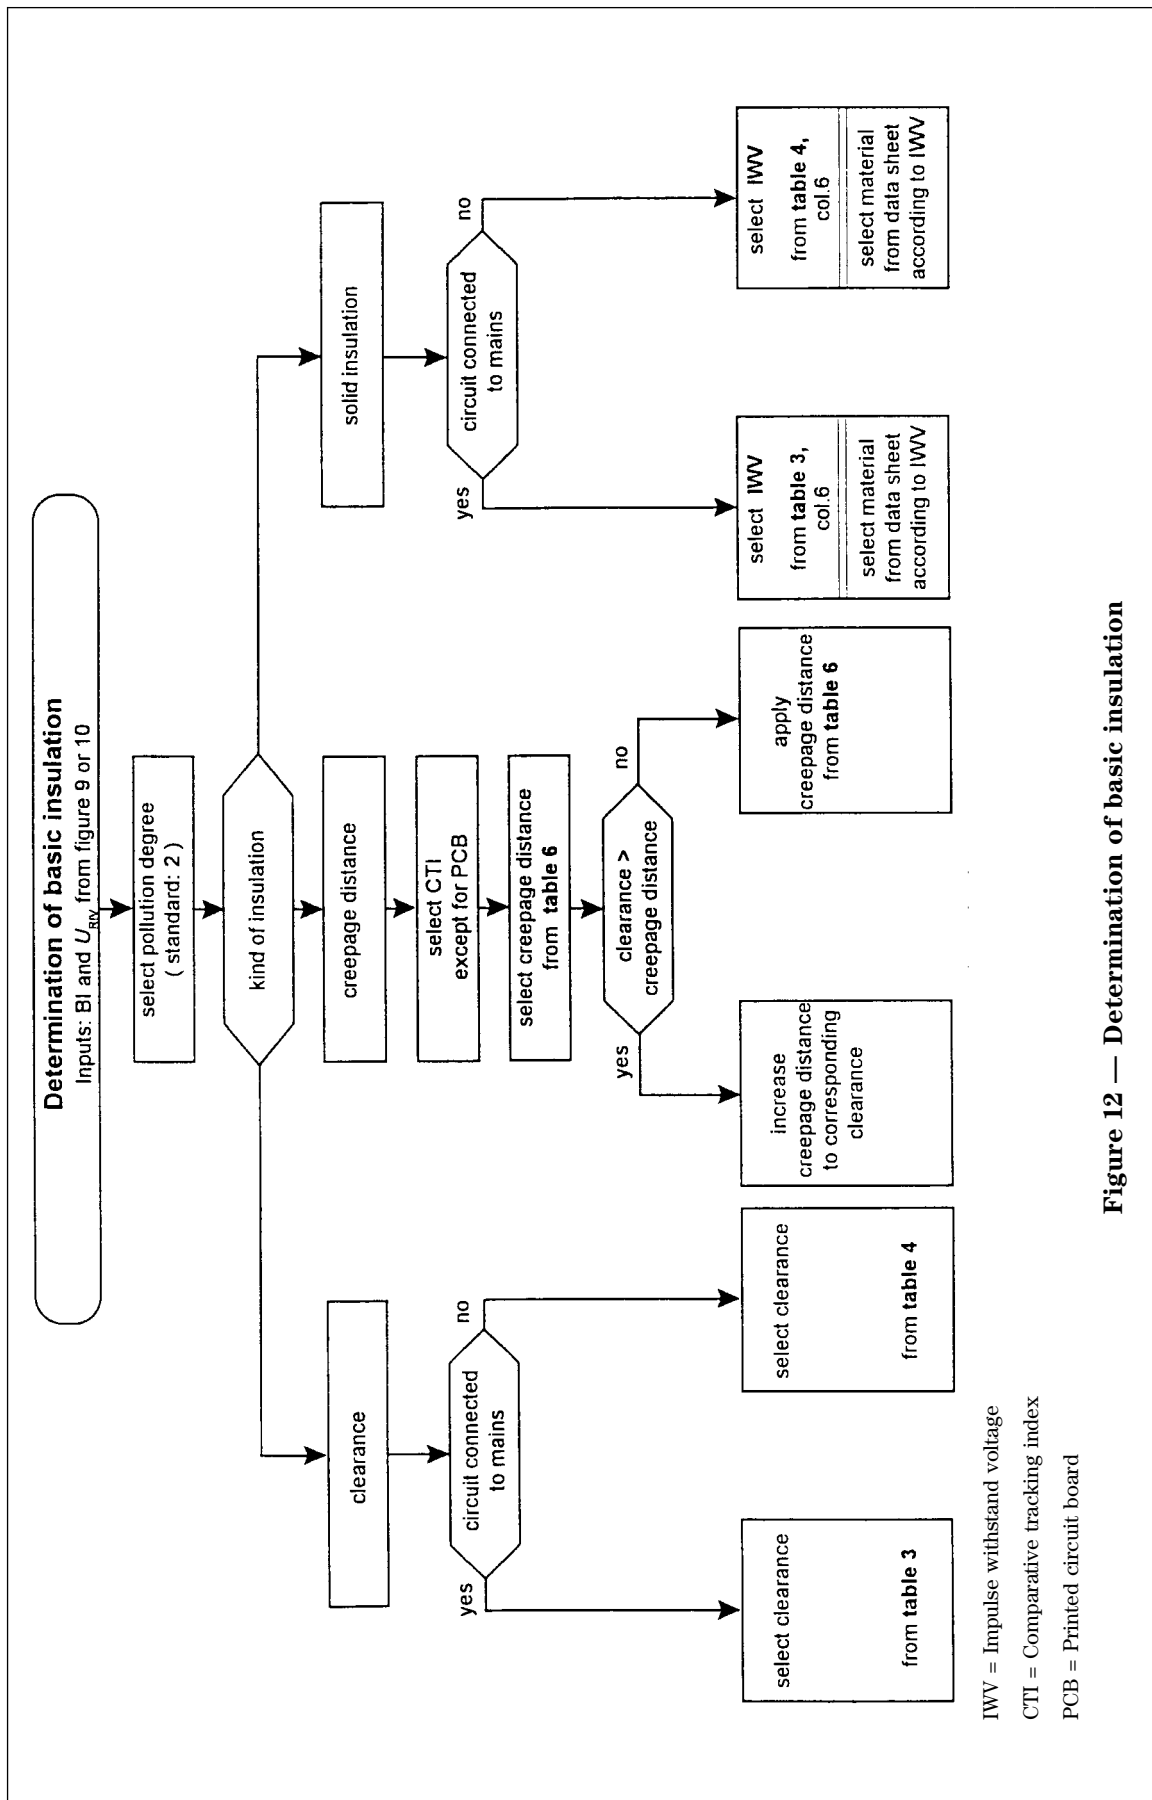 Determination of basic insulation
Inputs: BI and U_RIV from figure 9 or 10
select pollution degree
( standard: 2 )
kind of insulation
clearance
circuit connected
to mains
yes
no
select clearance
from table 3
select clearance
from table 4
creepage distance
select CTI
except for PCB
select creepage distance
from table 6
clearance >
creepage distance
yes
no
increase
creepage distance
to corresponding
clearance
apply
creepage distance
from table 6
solid insulation
circuit connected
to mains
yes
no
select IWV
from table 3,
col.6
select material
from data sheet
according to IWV
select IWV
from table 4,
col.6
select material
from data sheet
according to IWV
IWV = Impulse withstand voltage
CTI = Comparative tracking index
PCB = Printed circuit board
Figure 12 — Determination of basic insulation